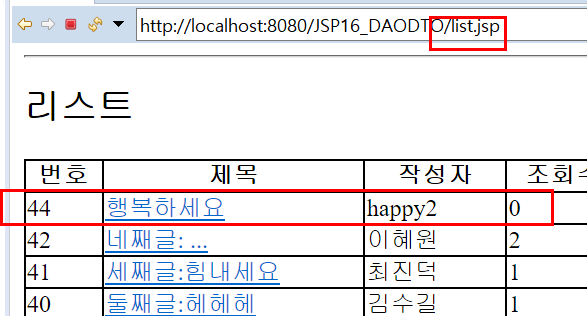 http://localhost:8080/JSP16_DAODTO/list.jsp
리스트
번호 제목 작성자 조회수
44 행복하세요 happy2 0
42 네째글: ... 이혜원 2
41 세째글:힘내세요 최진덕 1
40 둘째글:헤헤헤 김수길 1